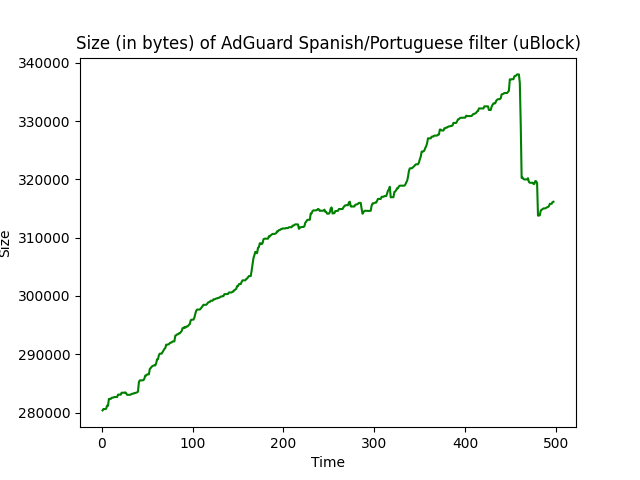 Size (in bytes) of AdGuard Spanish/Portuguese filter (uBlock)
340000
330000
320000
310000
300000
290000
280000
Size
0 100 200 300 400 500
Time